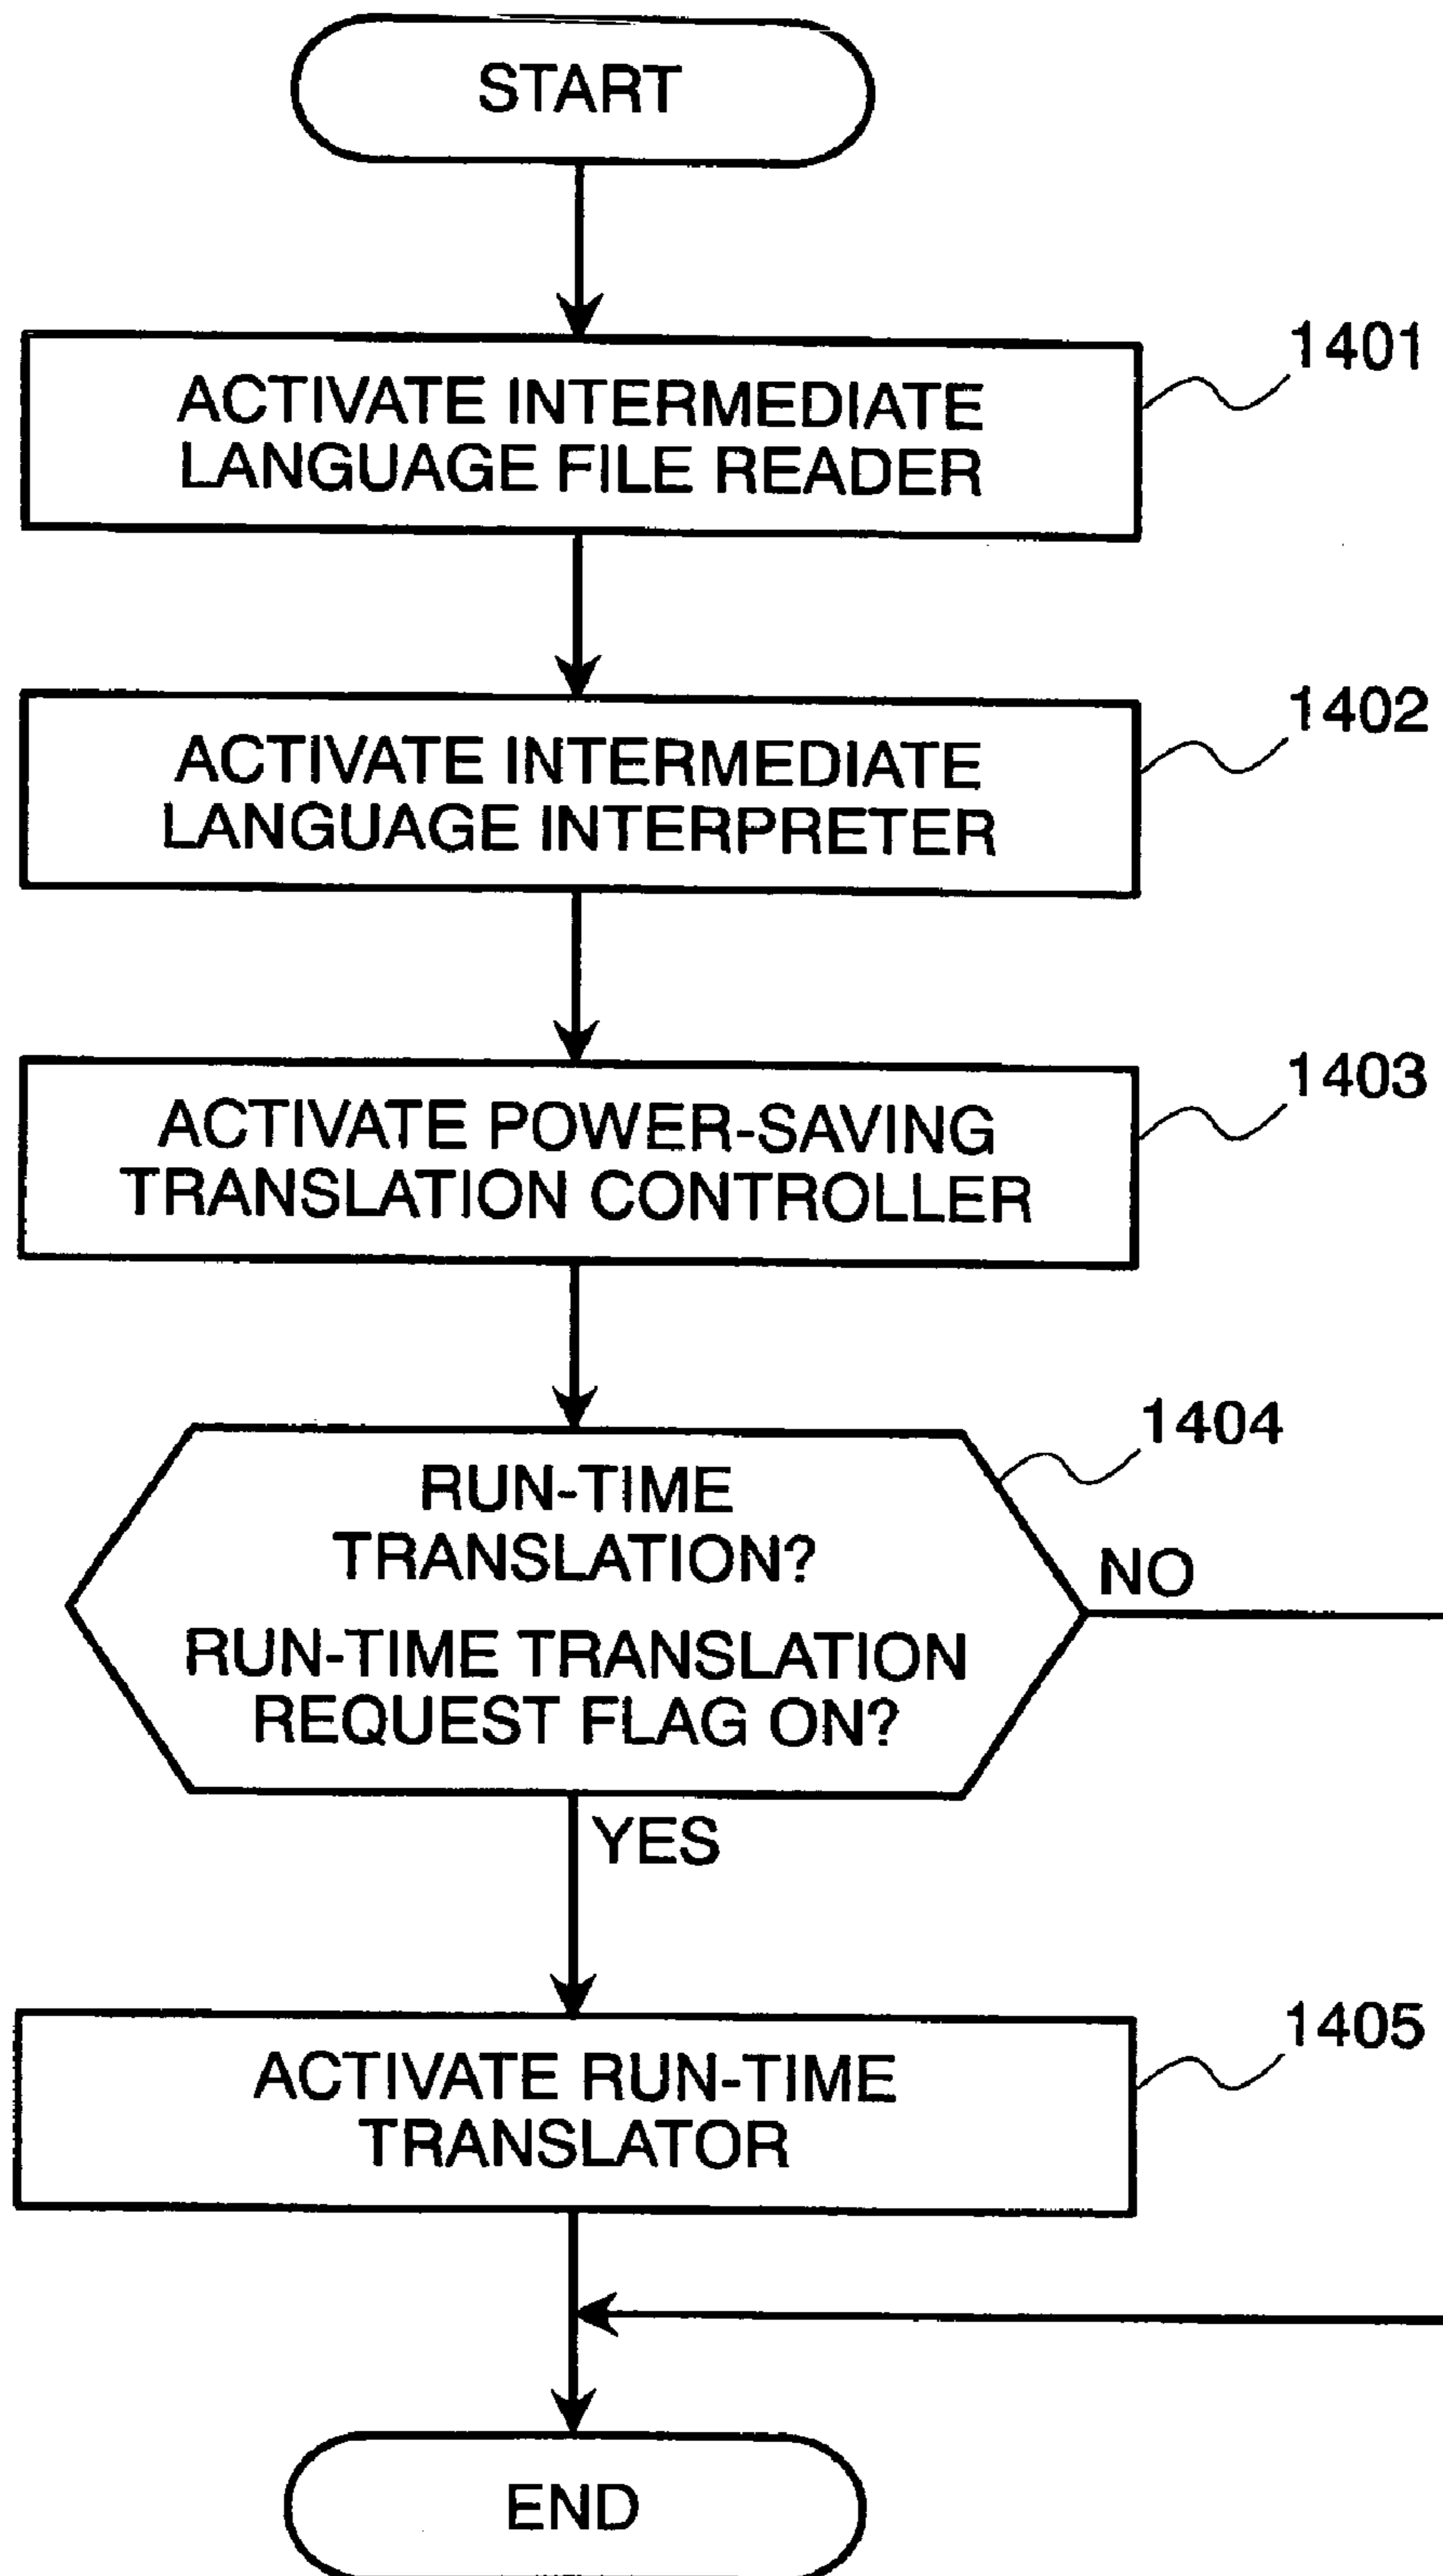 START
1401
ACTIVATE INTERMEDIATE
LANGUAGE FILE READER
1402
ACTIVATE INTERMEDIATE
LANGUAGE INTERPRETER
1403
ACTIVATE POWER-SAVING
TRANSLATION CONTROLLER
1404
RUN-TIME
TRANSLATION?
NO
RUN-TIME TRANSLATION
REQUEST FLAG ON?
YES
1405
ACTIVATE RUN-TIME
TRANSLATOR
END